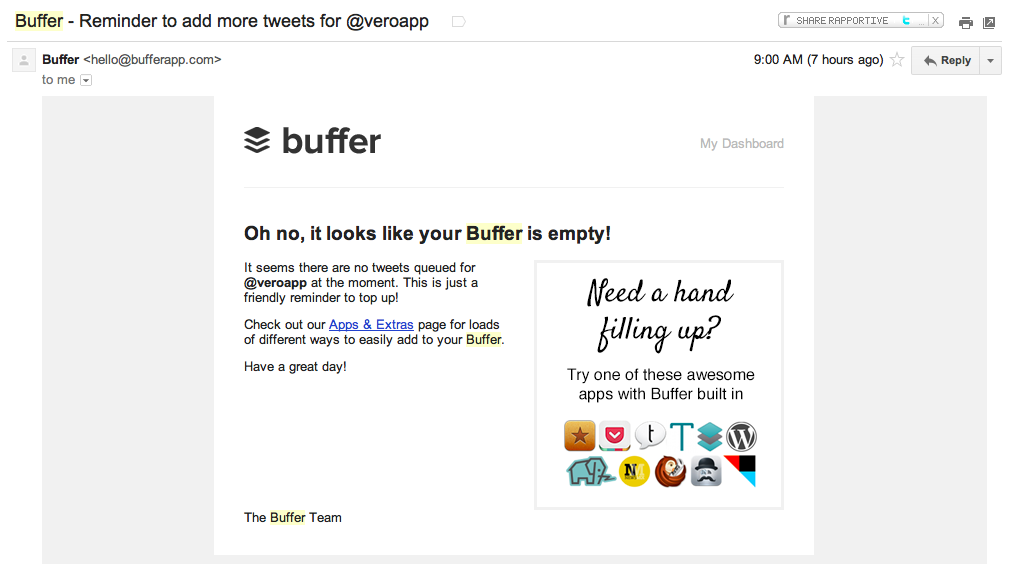 Buffer - Reminder to add more tweets for @veroapp
SHARE RAPPORTIVE ... X
Buffer <hello@bufferapp.com>
9:00 AM (7 hours ago)
Reply
to me
buffer
My Dashboard
Oh no, it looks like your Buffer is empty!
It seems there are no tweets queued for
@veroapp at the moment. This is just a
friendly reminder to top up!
Check out our Apps & Extras page for loads
of different ways to easily add to your Buffer.
Have a great day!
Need a hand
filling up?
Try one of these awesome
apps with Buffer built in
The Buffer Team